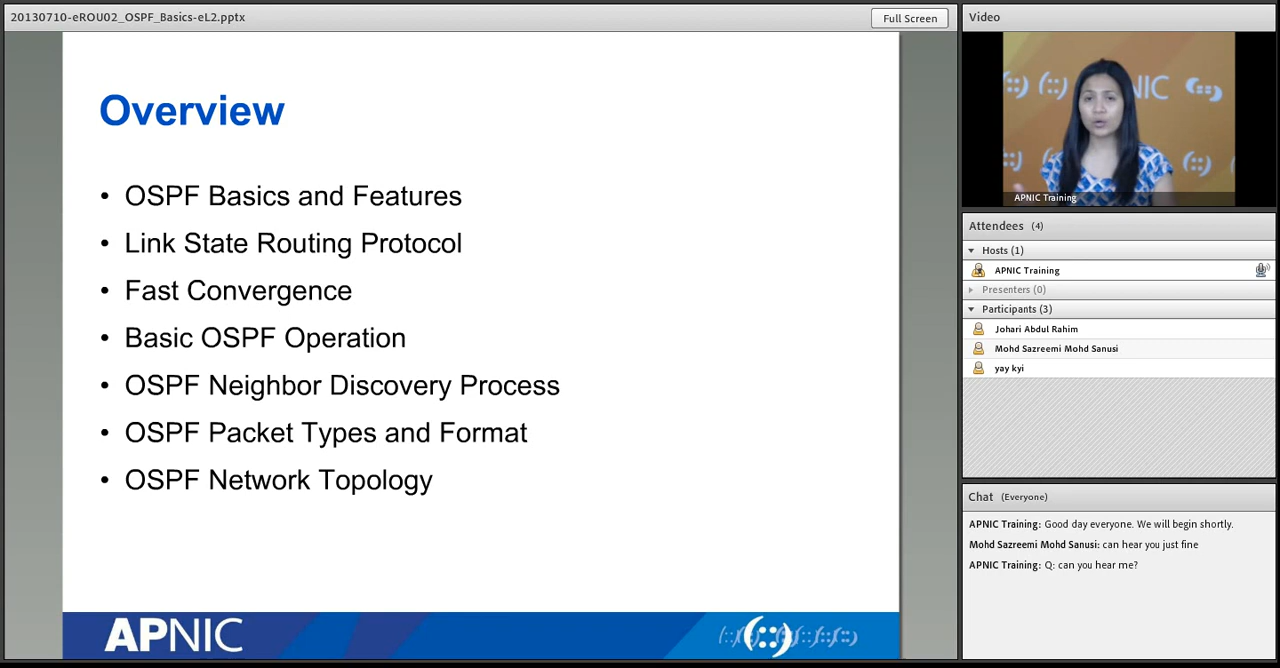 20130710-eROU02_OSPF_Basics-eL2.pptx
Full Screen
Overview
• OSPF Basics and Features
• Link State Routing Protocol
• Fast Convergence
• Basic OSPF Operation
• OSPF Neighbor Discovery Process
• OSPF Packet Types and Format
• OSPF Network Topology
APNIC
(::)
Video
NIC
APNIC Training
Attendees (4)
Hosts (1)
APNIC Training
Presenters (0)
Participants (3)
Johari Abdul Rahim
Mohd Sazreemi Mohd Sanusi
yay kyi
Chat (Everyone)
APNIC Training: Good day everyone. We will begin shortly.
Mohd Sazreemi Mohd Sanusi: can hear you just fine
APNIC Training: Q: can you hear me?